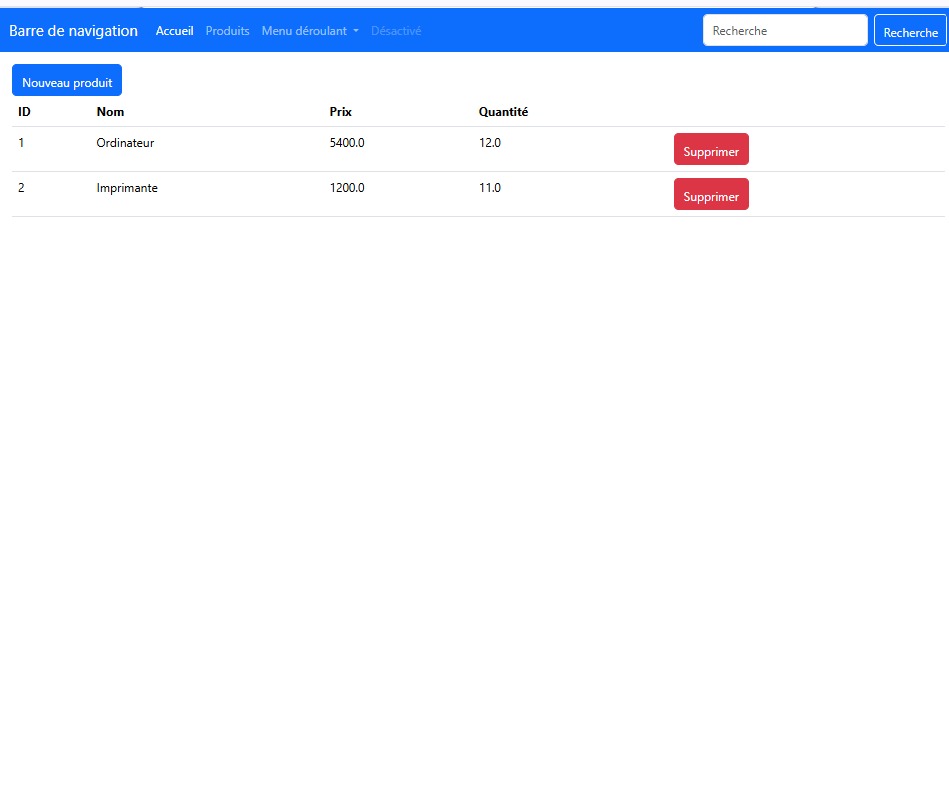 Barre de navigation Accueil Produits Menu déroulant Désactivé Recherche Recherche
Nouveau produit
ID Nom Prix Quantité
1 Ordinateur 5400.0 12.0 Supprimer
2 Imprimante 1200.0 11.0 Supprimer